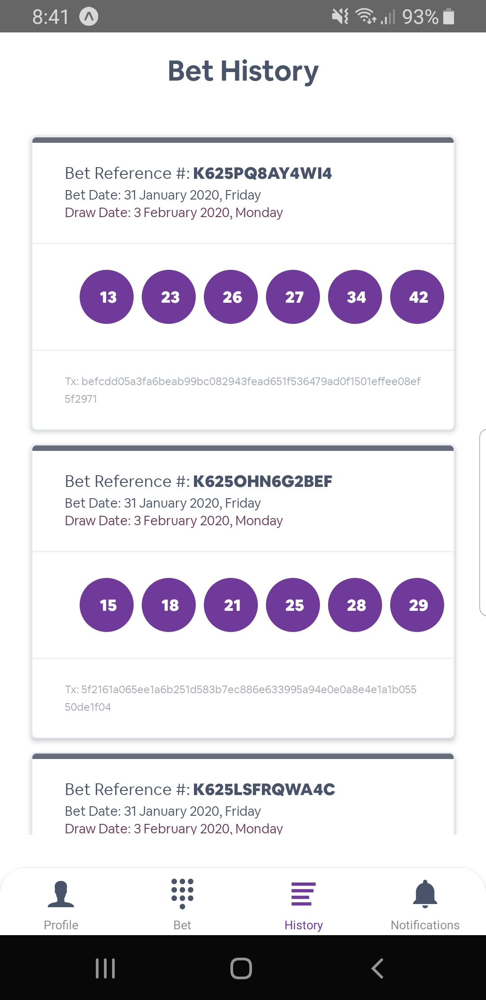 8:41
93%
Bet History
Bet Reference #: K625PQ8AY4WI4
Bet Date: 31 January 2020, Friday
Draw Date: 3 February 2020, Monday
13 23 26 27 34 42
Tx: befcdd05a3fa6beab99bc082943fead651f536479ad0f1501effee08ef
5f2971
Bet Reference #: K625OHN6G2BEF
Bet Date: 31 January 2020, Friday
Draw Date: 3 February 2020, Monday
15 18 21 25 28 29
Tx: 5f2161a065ee1a6b251d583b7ec886e633995a94e0e0a8e4e1a1b055
50de1f04
Bet Reference #: K625LSFRQWA4C
Bet Date: 31 January 2020, Friday
Draw Date: 3 February 2020, Monday
Profile
Bet
History
Notifications